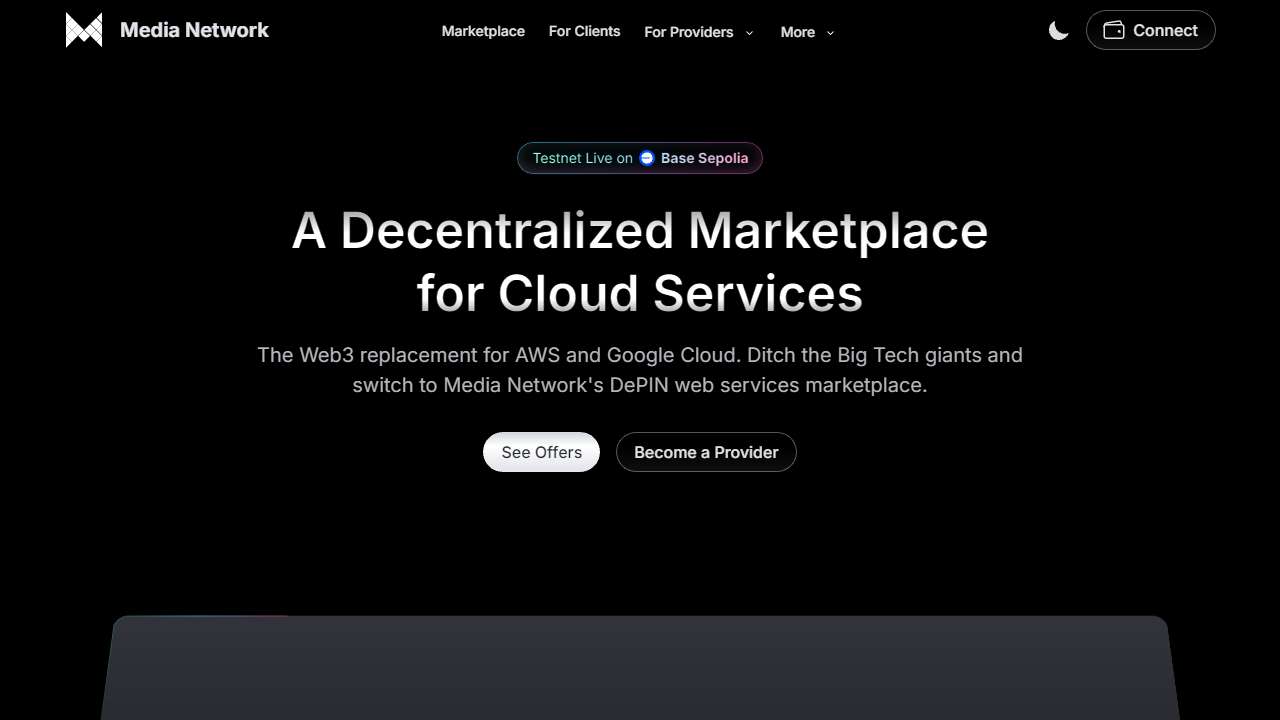 Media Network
Marketplace
For Clients
For Providers
More
Connect
Testnet Live on Base Sepolia
A Decentralized Marketplace
for Cloud Services
The Web3 replacement for AWS and Google Cloud. Ditch the Big Tech giants and
switch to Media Network's DePIN web services marketplace.
See Offers
Become a Provider